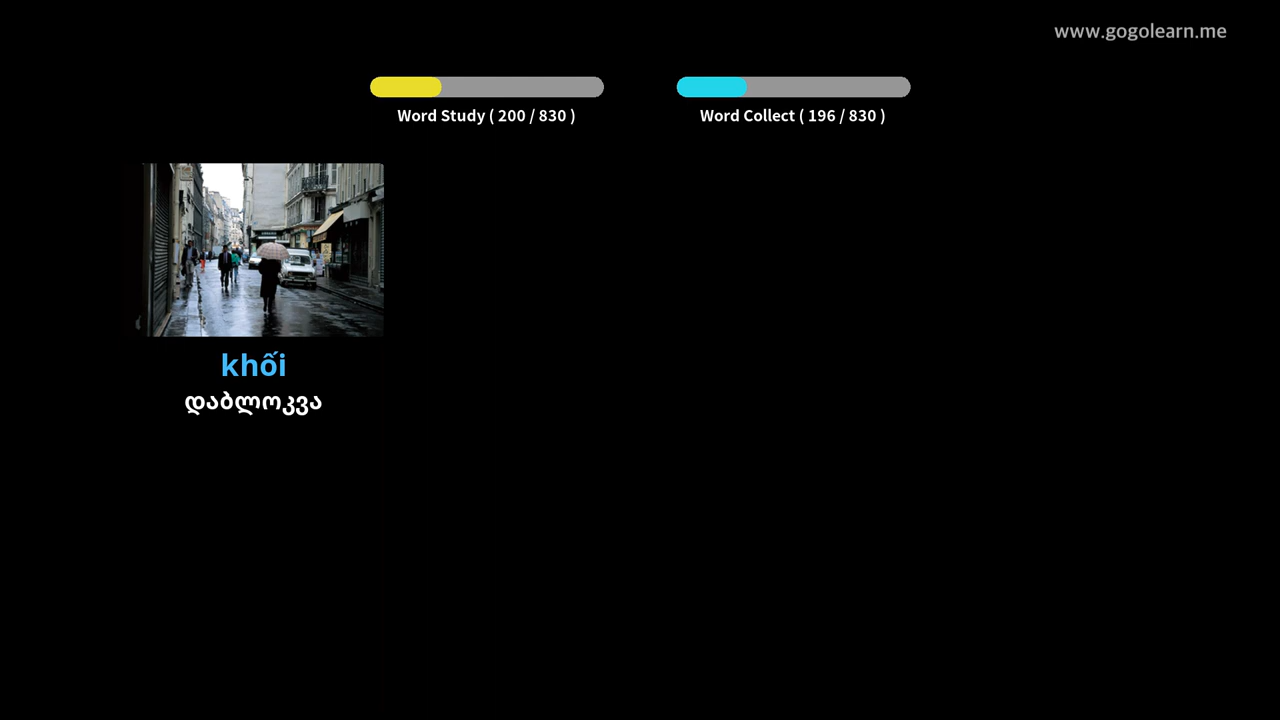 www.gogolearn.me
Word Study ( 200 / 830 )
Word Collect ( 196 / 830 )
khối
დაბლოკვა